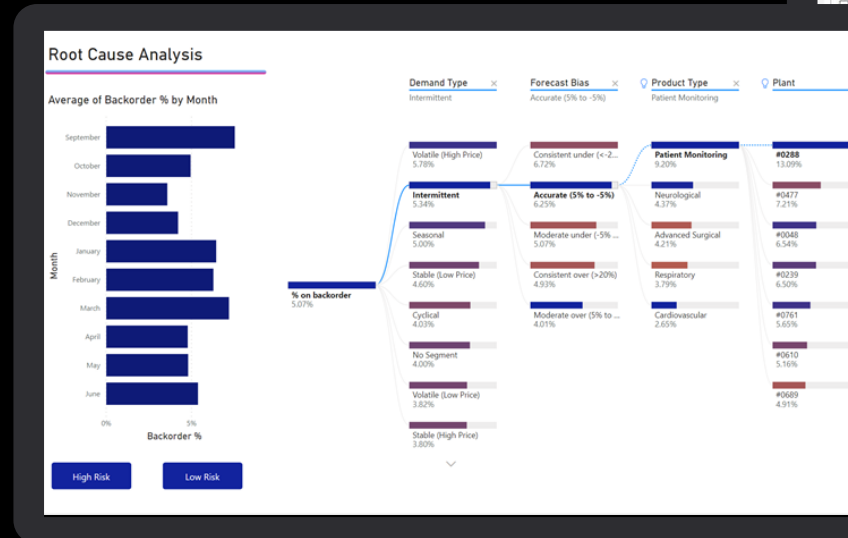 Root Cause Analysis
Average of Backorder % by Month
September
October
November
December
January
February
March
April
May
June
Month
0%
5%
Backorder %
High Risk
Low Risk
% on backorder
5.07%
Demand Type ×
Intermittent
Volatile (High Price)
5.78%
Intermittent
5.34%
Seasonal
5.00%
Stable (Low Price)
4.60%
Cyclical
4.03%
No Segment
4.00%
Volatile (Low Price)
3.82%
Stable (High Price)
3.80%
Forecast Bias ×
Accurate (5% to -5%)
Consistent under (<-2...
6.72%
Accurate (5% to -5%)
6.25%
Moderate under (-5% ...
5.07%
Consistent over (>20%)
4.93%
Moderate over (5% to ...
4.01%
Product Type ×
Patient Monitoring
Patient Monitoring
9.20%
Neurological
4.37%
Advanced Surgical
4.21%
Respiratory
3.79%
Cardiovascular
2.65%
Plant
#0288
13.09%
#0477
7.21%
#0048
6.54%
#0239
6.50%
#0761
5.65%
#0610
5.16%
#0689
4.91%